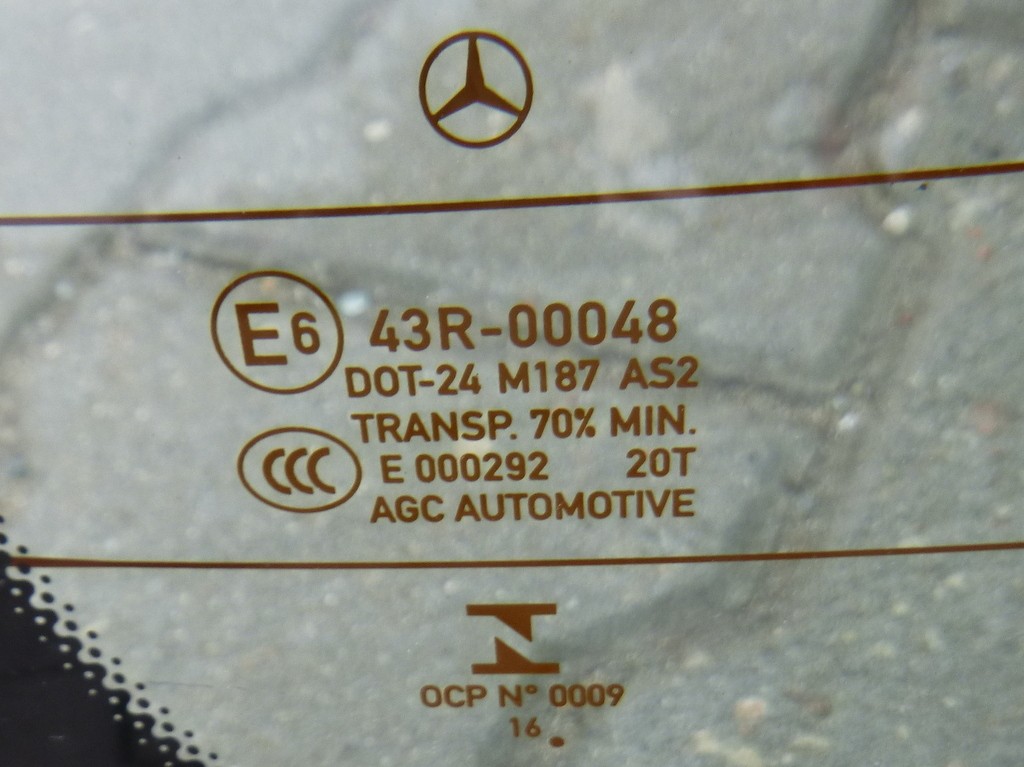 E6 43R-00048
DOT-24 M187 AS2
TRANSP. 70% MIN.
CCC E 000292 20T
AGC AUTOMOTIVE
OCP N° 0009
16.